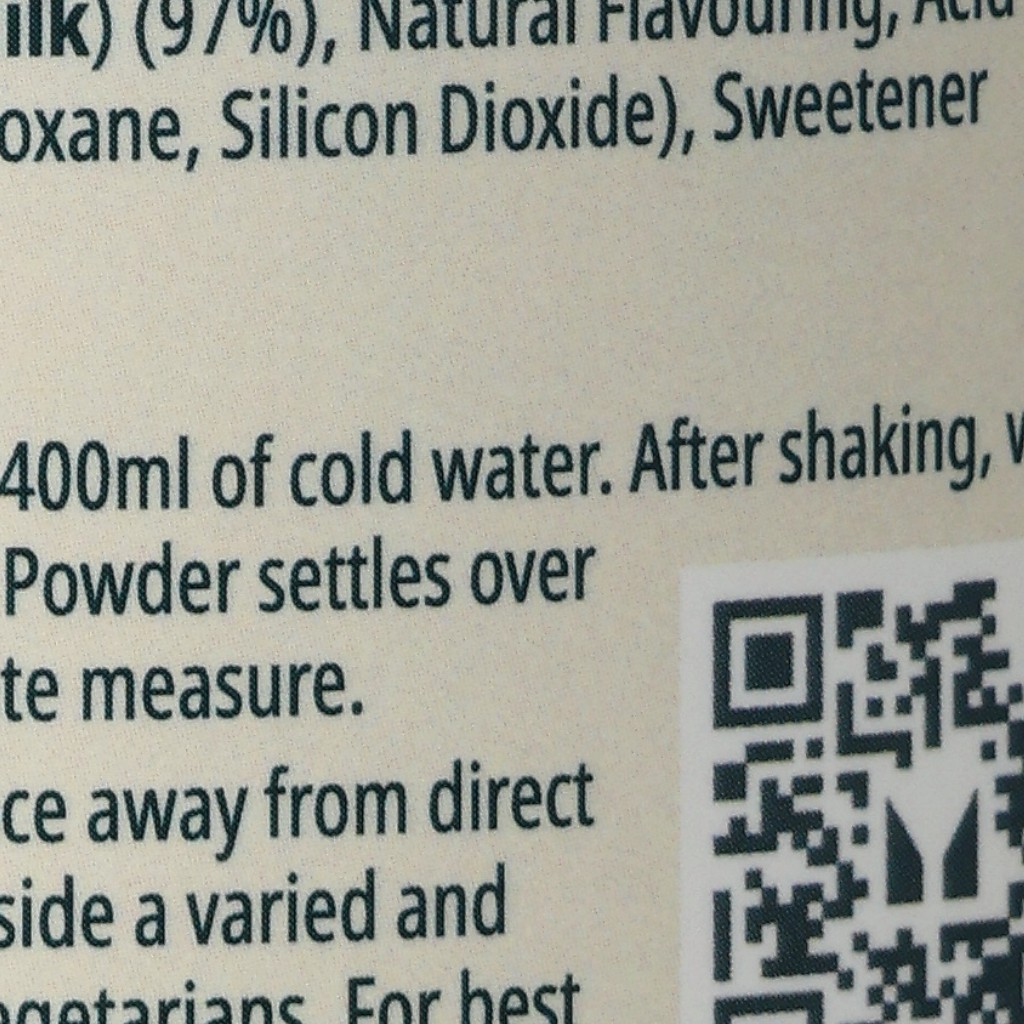 ilk) (97%), Natural Flavouring, Acid
oxane, Silicon Dioxide), Sweetener
400ml of cold water. After shaking, w
Powder settles over
te measure.
ce away from direct
side a varied and
egetarians. For best